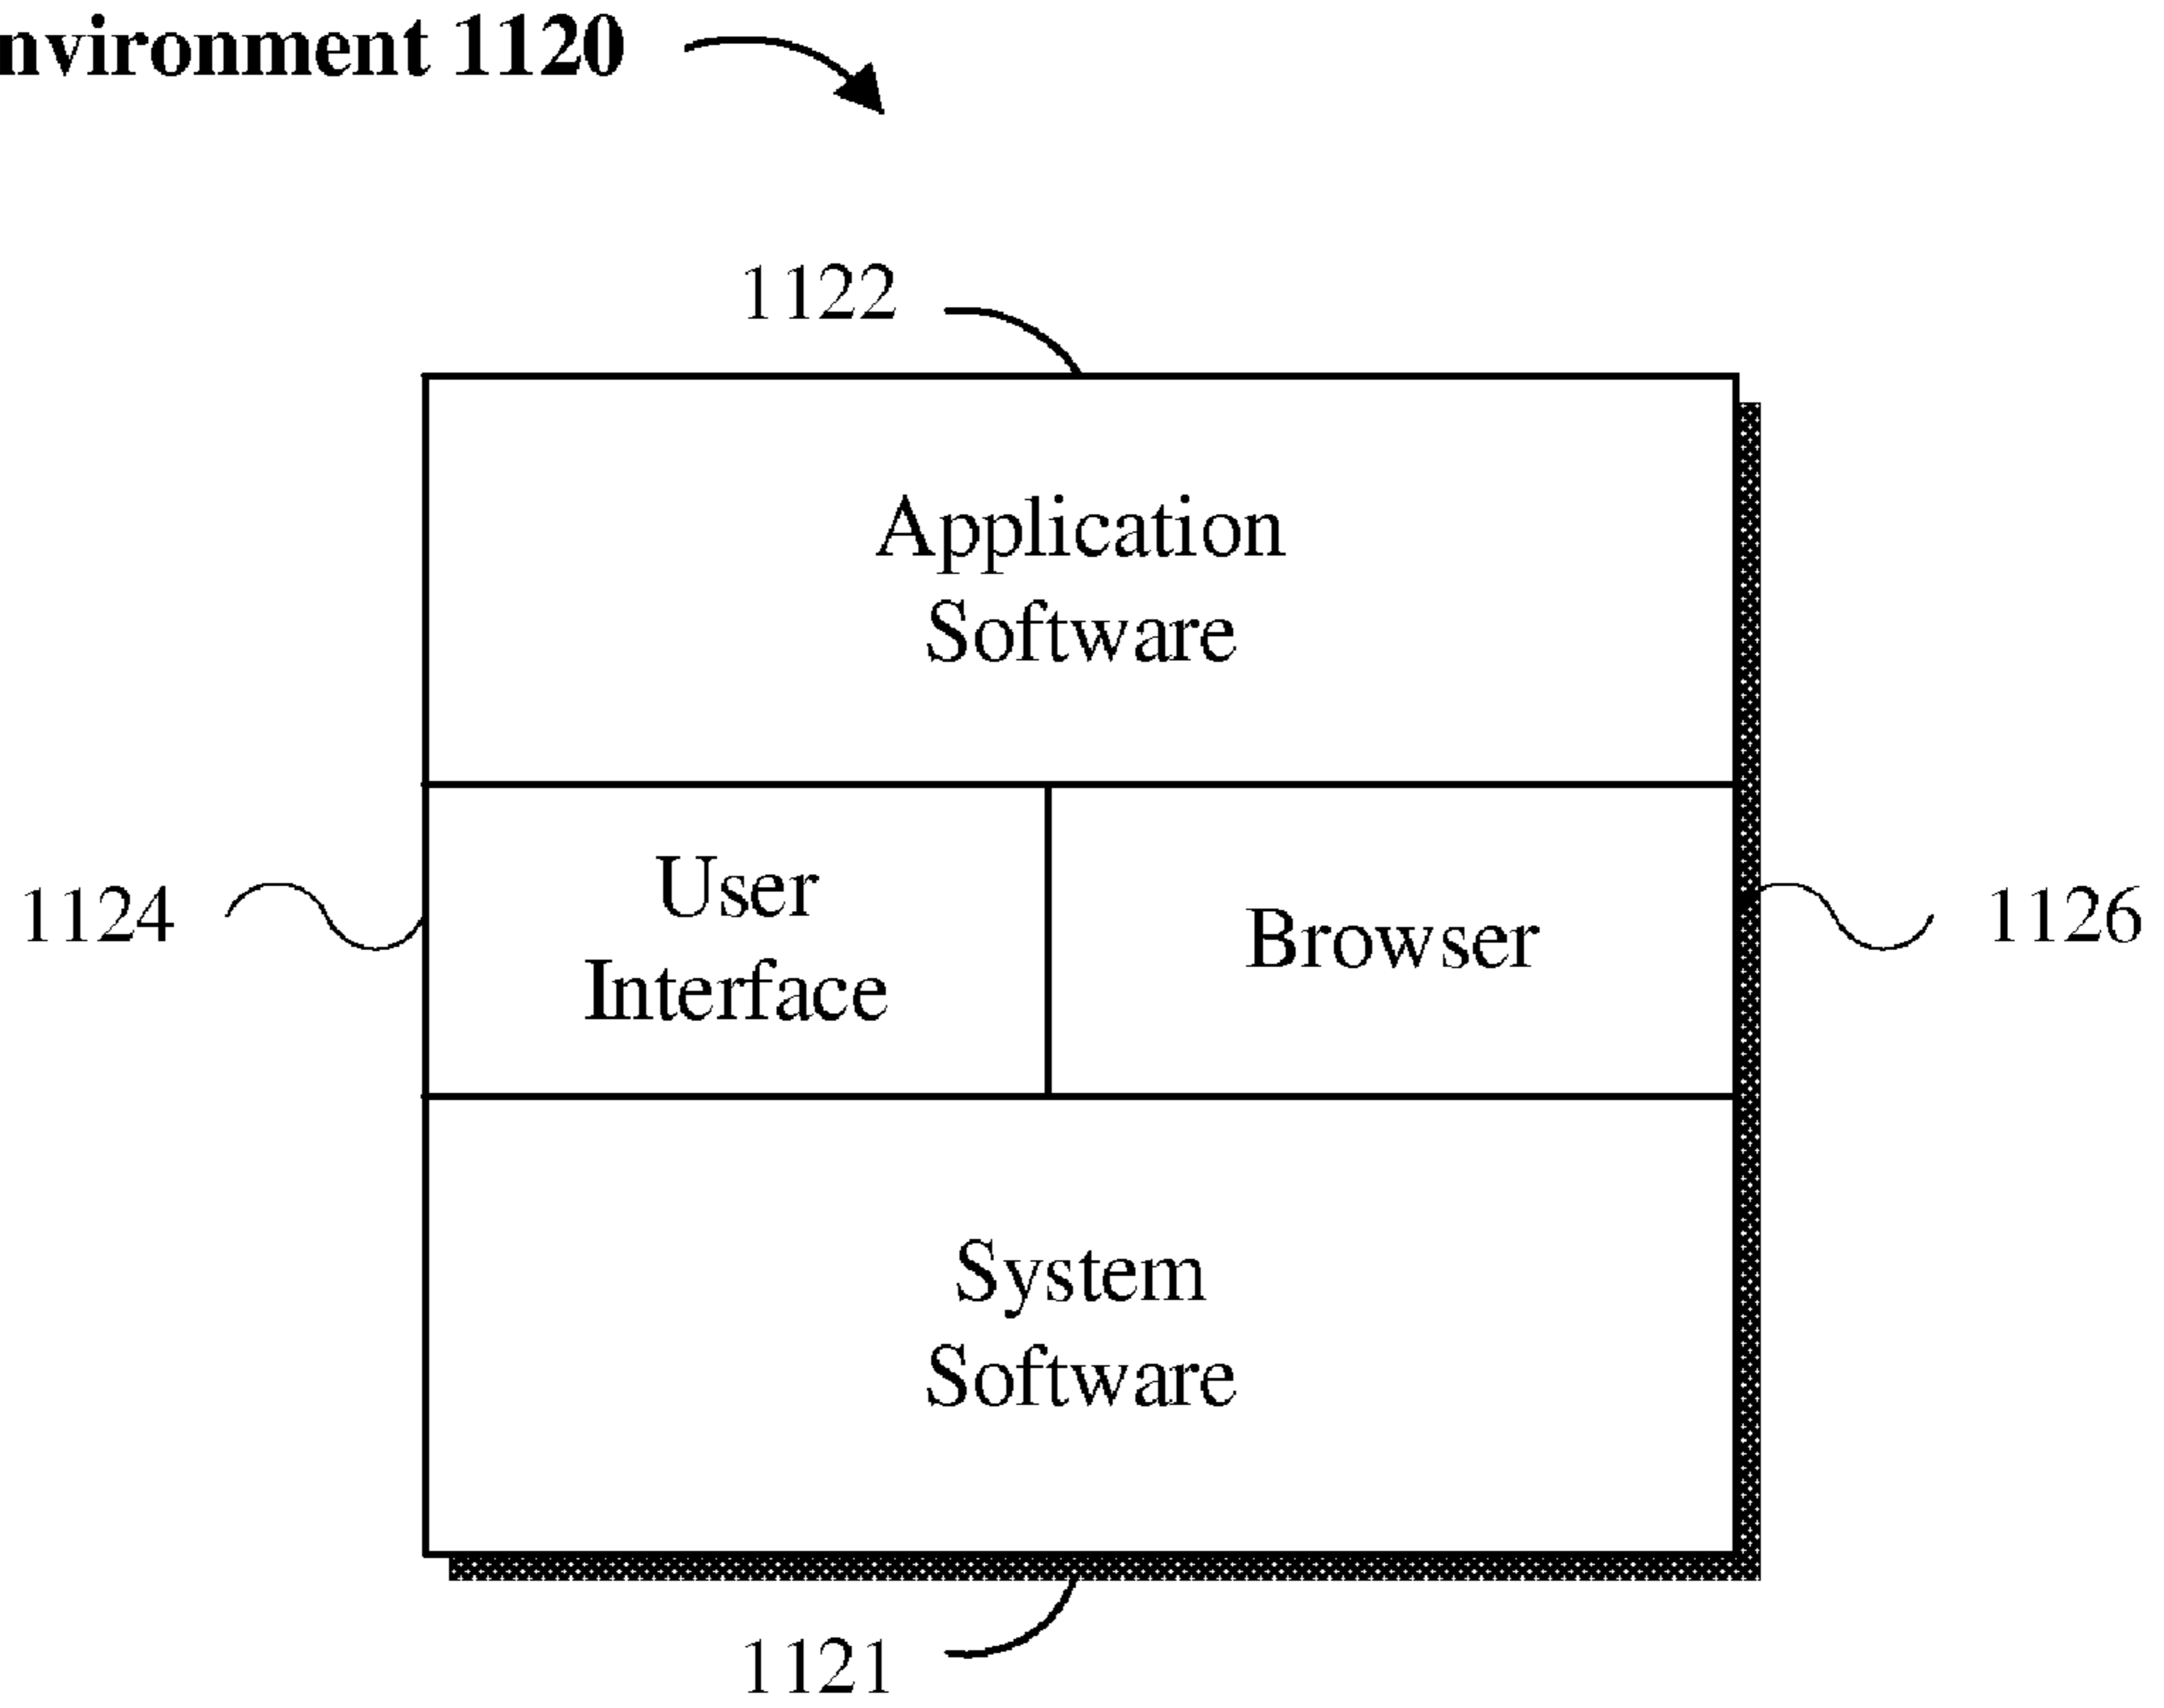 nvironment 1120
1122
Application
Software
1124
User
Interface
Browser
1126
System
Software
1121